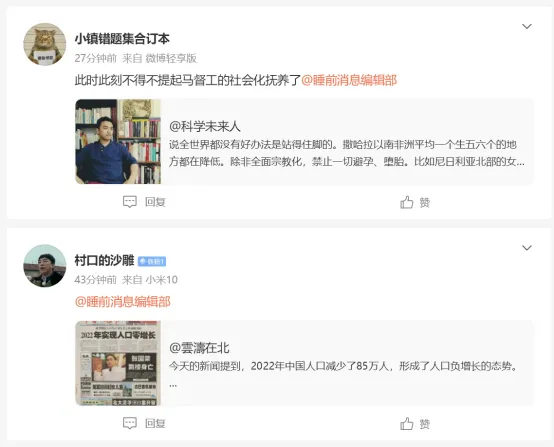 小镇错题集合订本
27分钟前 来自 微博轻享版
此时此刻不得不提起马督工的社会化抚养了@睡前消息编辑部
@科学未来人
说全世界都没有好办法是站得住脚的。撒哈拉以南非洲平均一个生五六个的地
方都在降低。除非全面宗教化，禁止一切避孕、堕胎。比如尼日利亚北部的女...
回复
赞
村口的沙雕
43分钟前 来自 小米10
@睡前消息编辑部
2022年实现人口零增长
@雲濤在北
今天的新闻提到，2022年中国人口减少了85万人，形成了人口负增长的态势。
...
回复
赞